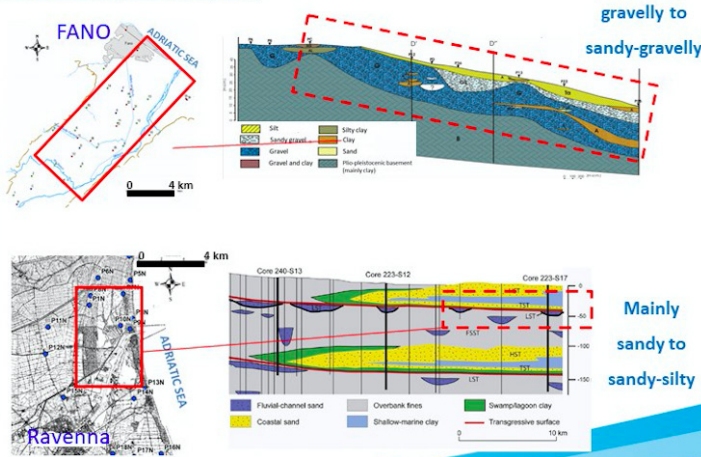 gravelly to
sandy-gravelly
FANO
ADRIATIC SEA
0 4 km
D'
D''
B
Silt
Sandy gravel
Gravel
Gravel and clay
Silty clay
Clay
Sand
Plio-pleistocenic basement
(mainly clay)
0 4 km
P6N
P5N
P1N
P10N
P11N
P12N
P13N
P14N
P15N
P16N
P17N
P18N
ADRIATIC SEA
Ravenna
Core 240-S13
Core 223-S12
Core 223-S17
HST
TST
LST
FSST
HST
TST
LST
0
-50
-100
-150
Fluvial-channel sand
Overbank fines
Swamp/lagoon clay
Coastal sand
Shallow-marine clay
Transgressive surface
0 10 km
Mainly
sandy to
sandy-silty